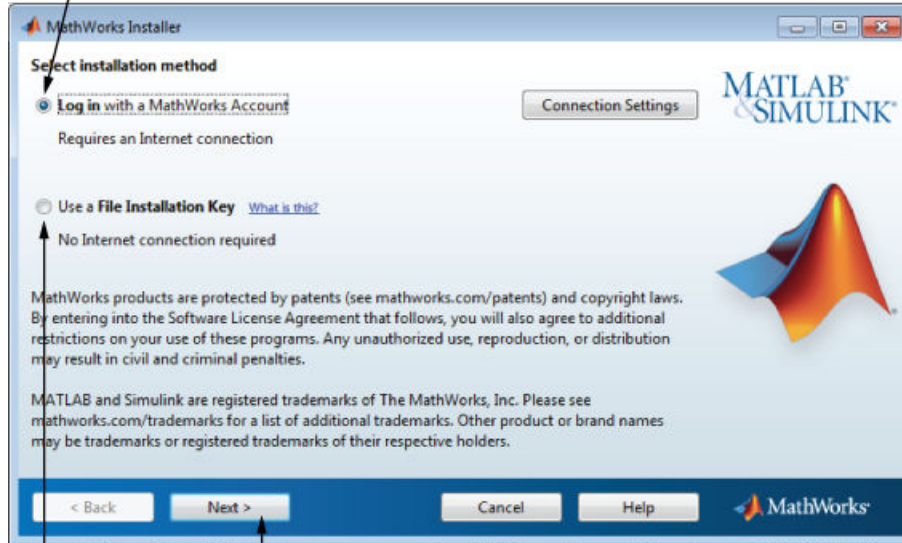 MathWorks Installer
Select installation method
Log in with a MathWorks Account
Connection Settings
MATLAB®
&SIMULINK®
Requires an Internet connection
Use a File Installation Key What is this?
No Internet connection required
MathWorks products are protected by patents (see mathworks.com/patents) and copyright laws.
By entering into the Software License Agreement that follows, you will also agree to additional
restrictions on your use of these programs. Any unauthorized use, reproduction, or distribution
may result in civil and criminal penalties.
MATLAB and Simulink are registered trademarks of The MathWorks, Inc. Please see
mathworks.com/trademarks for a list of additional trademarks. Other product or brand names
may be trademarks or registered trademarks of their respective holders.
< Back
Next >
Cancel
Help
MathWorks®